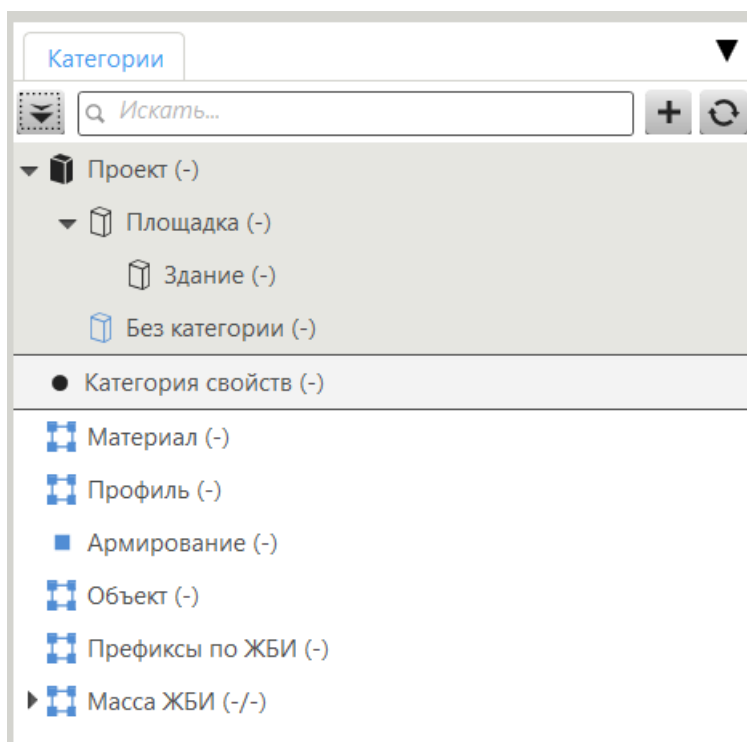 Категории
Искать...
Проект (-)
Площадка (-)
Здание (-)
Без категории (-)
Категория свойств (-)
Материал (-)
Профиль (-)
Армирование (-)
Объект (-)
Префиксы по ЖБИ (-)
Масса ЖБИ (-/-)